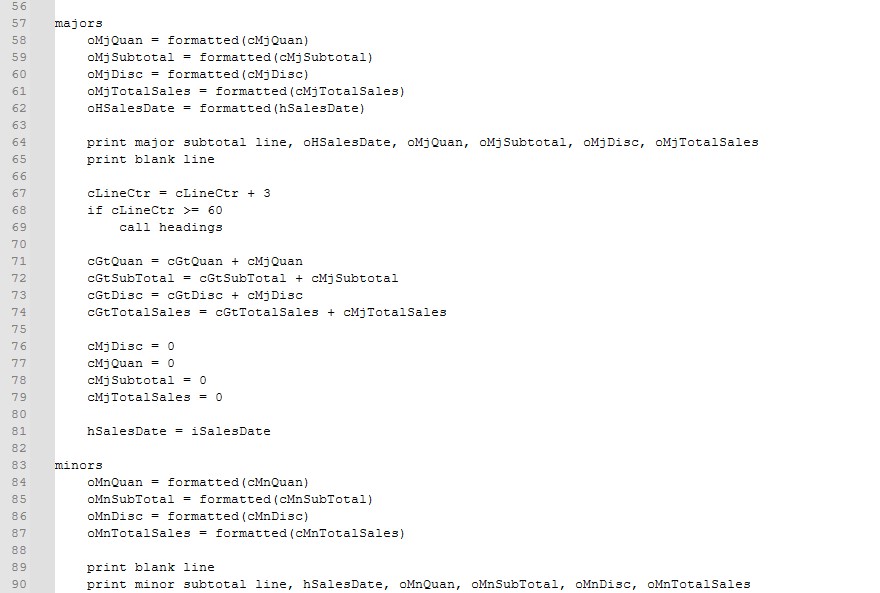 56
57 majors
58 oMjQuan = formatted(cMjQuan)
59 oMjSubtotal = formatted(cMjSubtotal)
60 oMjDisc = formatted(cMjDisc)
61 oMjTotalSales = formatted(cMjTotalSales)
62 oHSalesDate = formatted(hSalesDate)
63
64 print major subtotal line, oHSalesDate, oMjQuan, oMjSubtotal, oMjDisc, oMjTotalSales
65 print blank line
66
67 cLineCtr = cLineCtr + 3
68 if cLineCtr >= 60
69 call headings
70
71 cGtQuan = cGtQuan + cMjQuan
72 cGtSubTotal = cGtSubTotal + cMjSubtotal
73 cGtDisc = cGtDisc + cMjDisc
74 cGtTotalSales = cGtTotalSales + cMjTotalSales
75
76 cMjDisc = 0
77 cMjQuan = 0
78 cMjSubtotal = 0
79 cMjTotalSales = 0
80
81 hSalesDate = iSalesDate
82
83 minors
84 oMnQuan = formatted(cMnQuan)
85 oMnSubTotal = formatted(cMnSubTotal)
86 oMnDisc = formatted(cMnDisc)
87 oMnTotalSales = formatted(cMnTotalSales)
88
89 print blank line
90 print minor subtotal line, hSalesDate, oMnQuan, oMnSubTotal, oMnDisc, oMnTotalSales